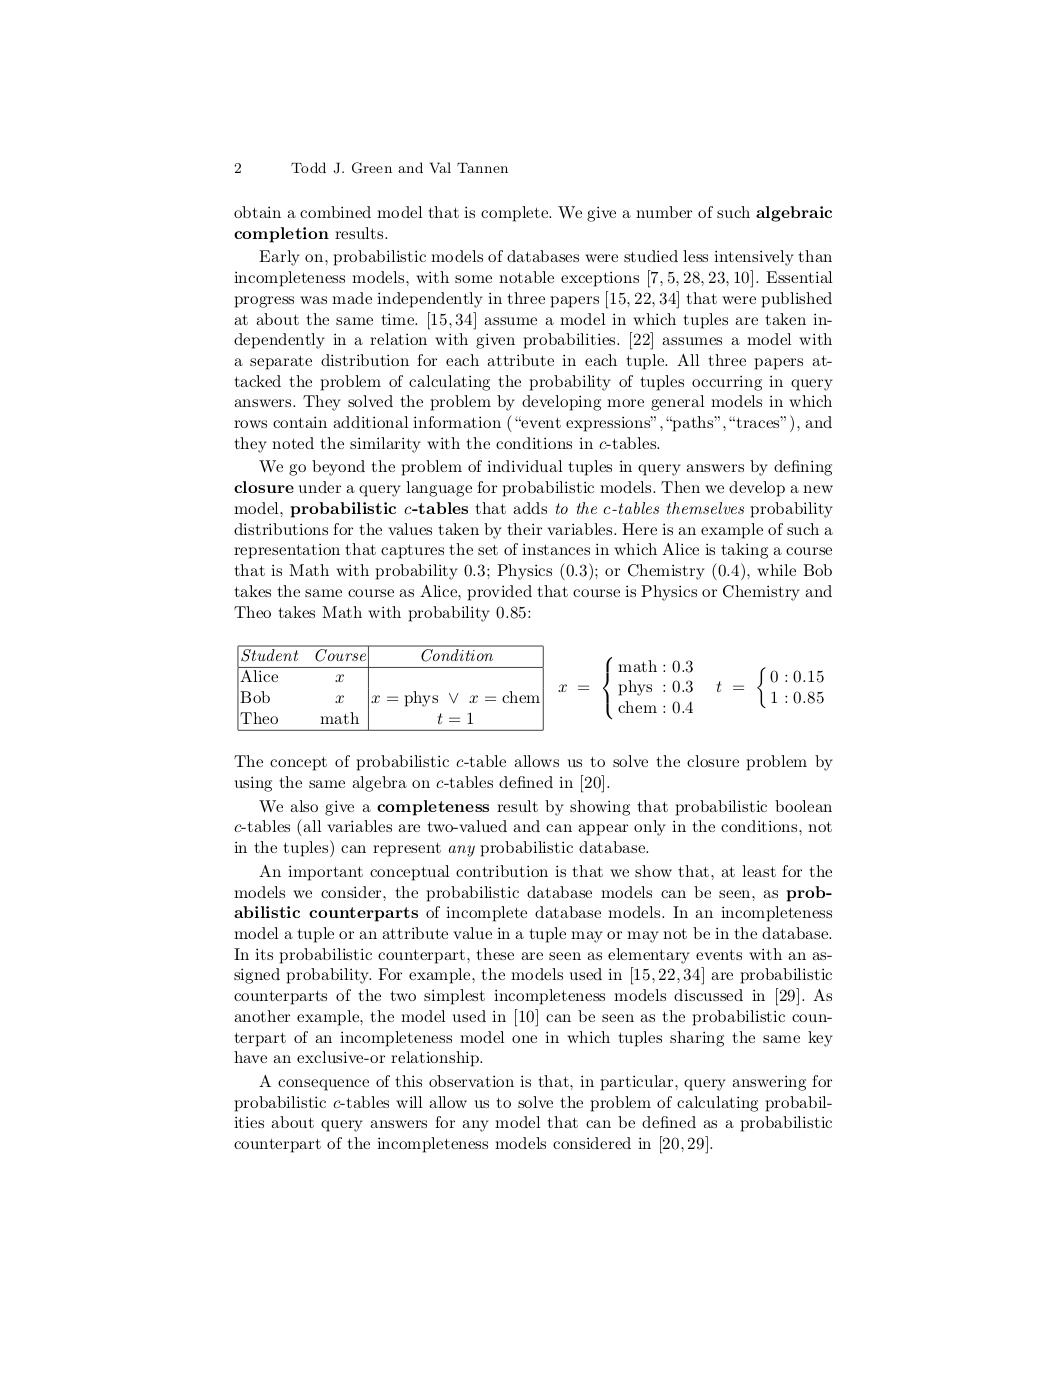 2 Todd J. Green and Val Tannen
obtain a combined model that is complete. We give a number of such algebraic
completion results.
Early on, probabilistic models of databases were studied less intensively than
incompleteness models, with some notable exceptions [7, 5, 28, 23, 10]. Essential
progress was made independently in three papers [15, 22, 34] that were published
at about the same time. [15, 34] assume a model in which tuples are taken in-
dependently in a relation with given probabilities. [22] assumes a model with
a separate distribution for each attribute in each tuple. All three papers at-
tacked the problem of calculating the probability of tuples occurring in query
answers. They solved the problem by developing more general models in which
rows contain additional information (“event expressions”,“paths”,“traces”), and
they noted the similarity with the conditions in c-tables.
We go beyond the problem of individual tuples in query answers by defining
closure under a query language for probabilistic models. Then we develop a new
model, probabilistic c-tables that adds to the c-tables themselves probability
distributions for the values taken by their variables. Here is an example of such a
representation that captures the set of instances in which Alice is taking a course
that is Math with probability 0.3; Physics (0.3); or Chemistry (0.4), while Bob
takes the same course as Alice, provided that course is Physics or Chemistry and
Theo takes Math with probability 0.85:
Student Course Condition
Alice x
Bob x x = phys ∨ x = chem
Theo math t = 1
x = { math : 0.3
phys : 0.3
chem : 0.4
t = { 0 : 0.15
1 : 0.85
The concept of probabilistic c-table allows us to solve the closure problem by
using the same algebra on c-tables defined in [20].
We also give a completeness result by showing that probabilistic boolean
c-tables (all variables are two-valued and can appear only in the conditions, not
in the tuples) can represent any probabilistic database.
An important conceptual contribution is that we show that, at least for the
models we consider, the probabilistic database models can be seen, as prob-
abilistic counterparts of incomplete database models. In an incompleteness
model a tuple or an attribute value in a tuple may or may not be in the database.
In its probabilistic counterpart, these are seen as elementary events with an as-
signed probability. For example, the models used in [15, 22, 34] are probabilistic
counterparts of the two simplest incompleteness models discussed in [29]. As
another example, the model used in [10] can be seen as the probabilistic coun-
terpart of an incompleteness model one in which tuples sharing the same key
have an exclusive-or relationship.
A consequence of this observation is that, in particular, query answering for
probabilistic c-tables will allow us to solve the problem of calculating probabil-
ities about query answers for any model that can be defined as a probabilistic
counterpart of the incompleteness models considered in [20, 29].